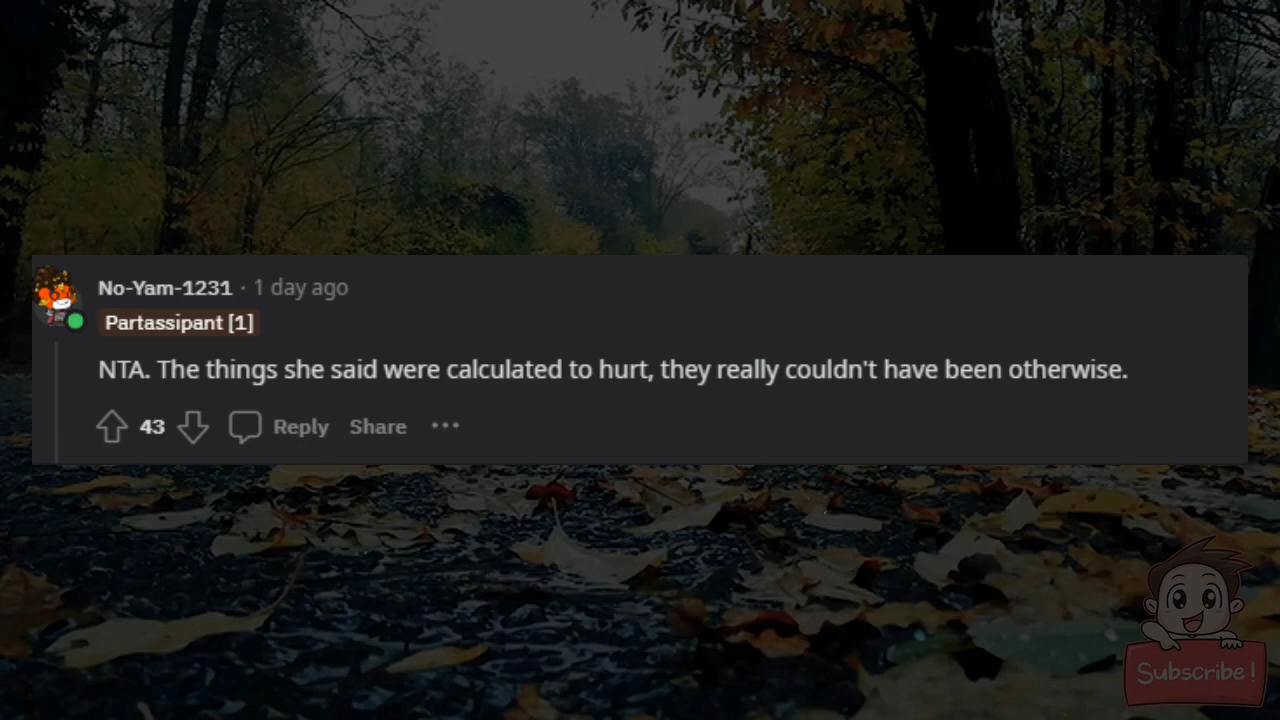 No-Yam-1231 · 1 day ago
Partassipant [1]
NTA. The things she said were calculated to hurt, they really couldn't have been otherwise.
43 Reply Share ···
Subscribe!